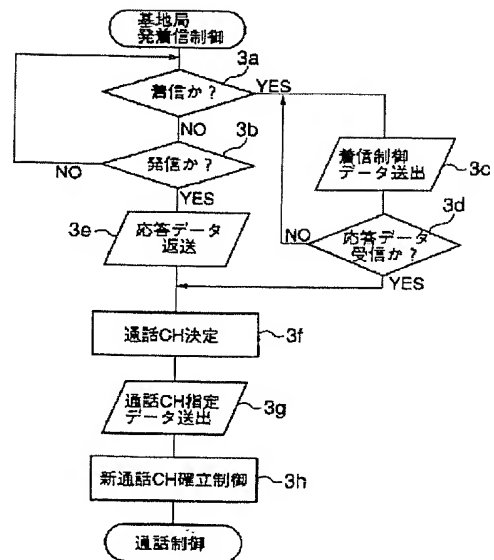 基地局
発着信制御
3a
着信か?
YES
NO
3b
発信か?
NO
YES
着信制御
データ送出
3c
3d
応答データ
受信か?
NO
YES
3e
応答データ
返送
通話CH決定
3f
通話CH指定
データ送出
3g
新通話CH確立制御
3h
通話制御